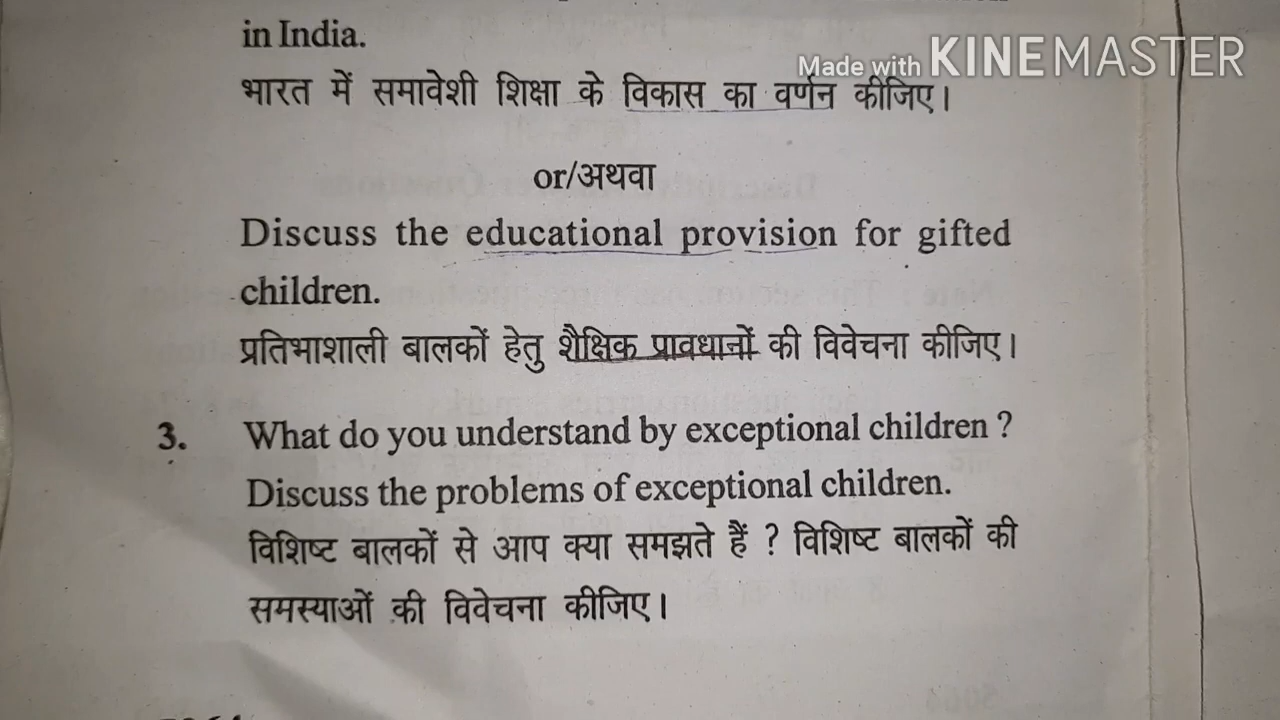 in India.
Made with KINEMASTER
भारत में समावेशी शिक्षा के विकास का वर्णन कीजिए।
or/अथवा
Discuss the educational provision for gifted
children.
प्रतिभाशाली बालकों हेतु शैक्षिक प्रावधानों की विवेचना कीजिए।
3. What do you understand by exceptional children ?
Discuss the problems of exceptional children.
विशिष्ट बालकों से आप क्या समझते हैं ? विशिष्ट बालकों की
समस्याओं की विवेचना कीजिए।